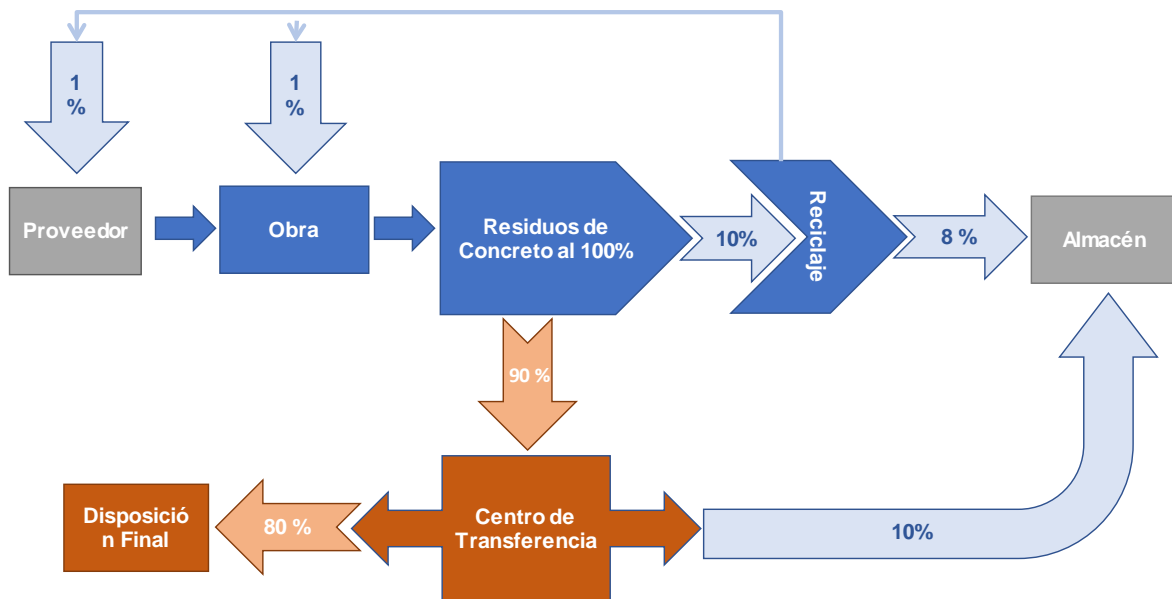 1
%
1
%
Proveedor
Obra
Residuos de
Concreto al 100%
10%
Reciclaje
8 %
Almacén
90 %
Disposició
n Final
80 %
Centro de
Transferencia
10%